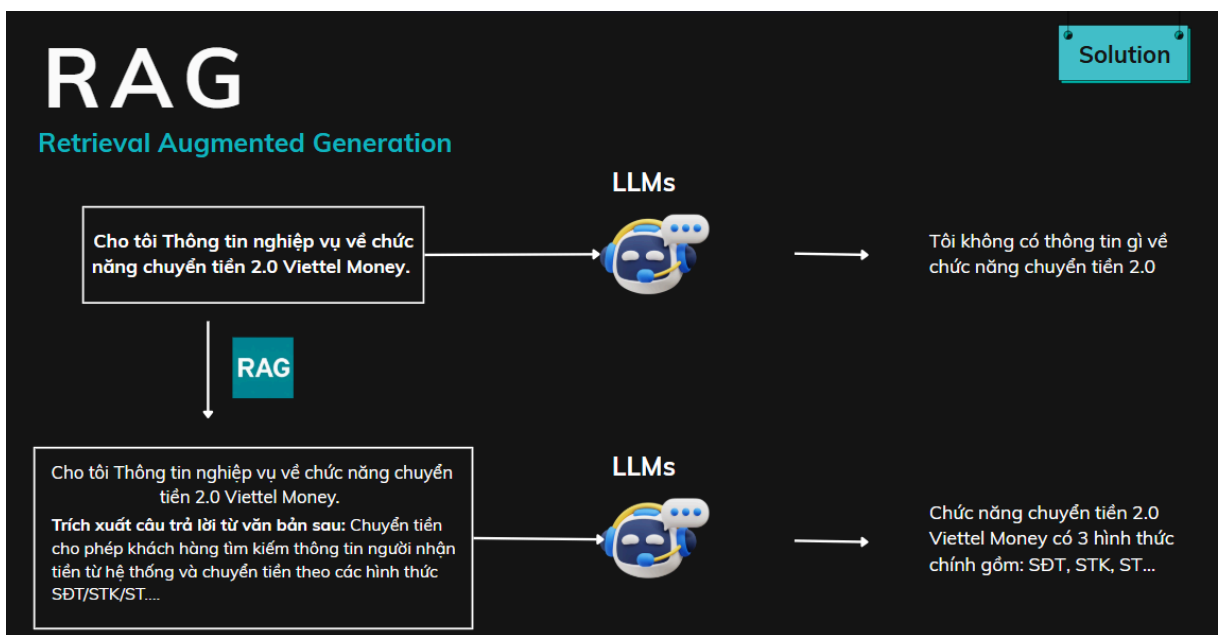 RAG
Solution
Retrieval Augmented Generation
LLMs
Cho tôi Thông tin nghiệp vụ về chức
năng chuyển tiền 2.0 Viettel Money.
Tôi không có thông tin gì về
chức năng chuyển tiền 2.0
RAG
Cho tôi Thông tin nghiệp vụ về chức năng chuyển
tiền 2.0 Viettel Money.
Trích xuất câu trả lời từ văn bản sau: Chuyển tiền
cho phép khách hàng tìm kiếm thông tin người nhận
tiền từ hệ thống và chuyển tiền theo các hình thức
SĐT/STK/ST....
LLMs
Chức năng chuyển tiền 2.0
Viettel Money có 3 hình thức
chính gồm: SĐT, STK, ST...